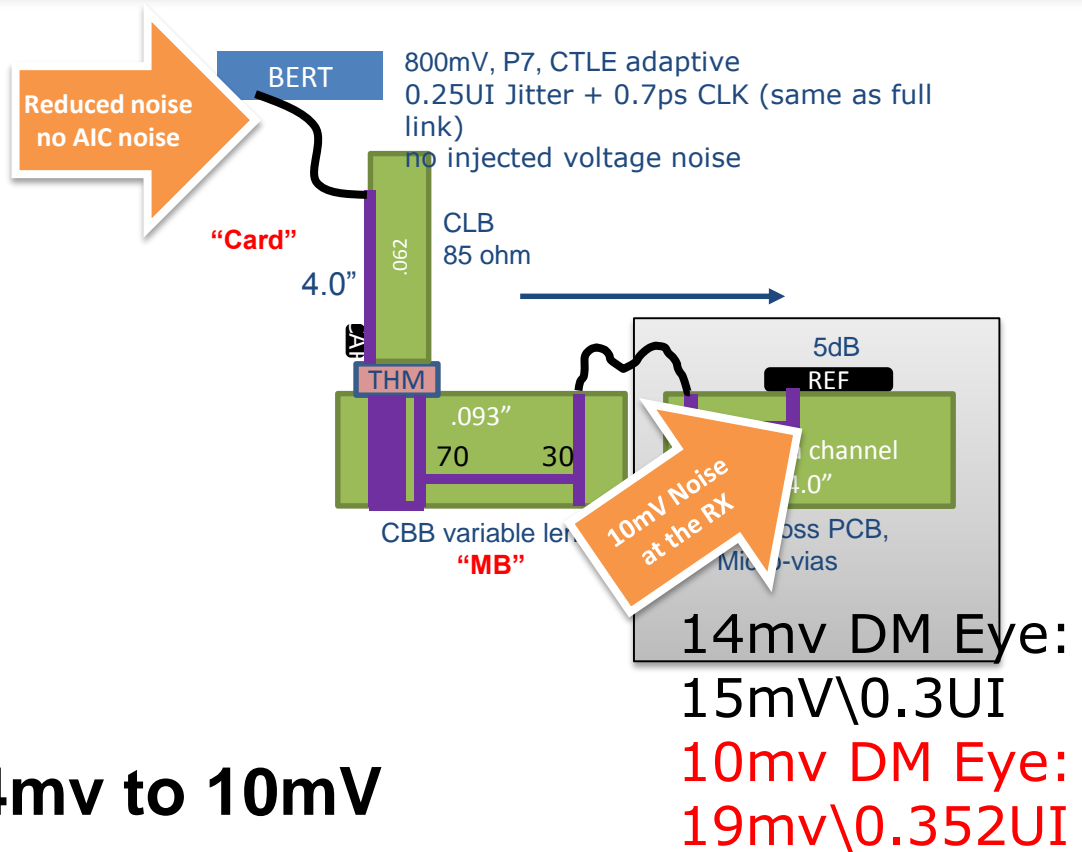 BERT
800mV, P7, CTLE adaptive
0.25UI Jitter + 0.7ps CLK (same as full
link)
no injected voltage noise
Reduced noise
no AIC noise
"Card"
.062
CLB
85 ohm
4.0"
THM
5dB
REF
.093"
70 30
channel
4.0"
10mV Noise
at the RX
CBB variable
"MB"
PCB,
-vias
14mv DM Eye:
15mV\0.3UI
10mv DM Eye:
19mv\0.352UI
to 10mV